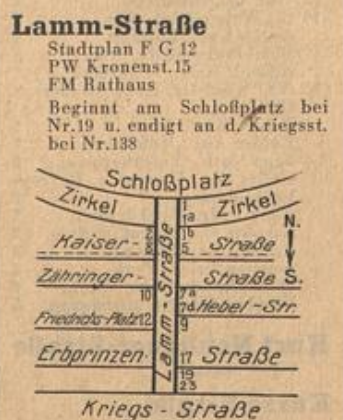 Lamm-Straße
Stadtplan F G 12
PW Kronenst.15
FM Rathaus
Beginnt am Schloßplatz bei
Nr.19 u. endigt an d. Kriegsst.
bei Nr.138
Schloßplatz
Zirkel
1
1a
Zirkel
N.
Kaiser-
1b
5
Straße
Lamm-Straße
Zähringer-
Straße
S.
10
7a
7d
Hebel-Str.
Friedrichs-Platz
12
9
Erbprinzen-
17
Straße
19
23
Kriegs-Straße